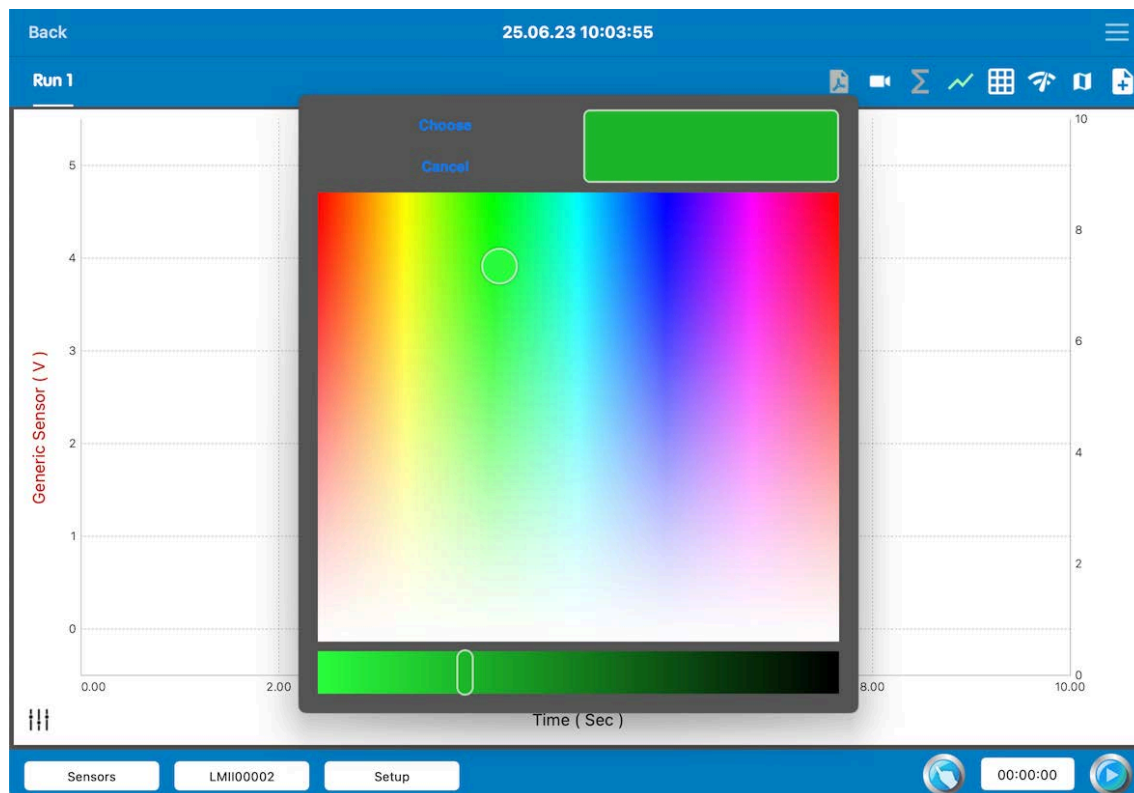 Back
25.06.23 10:03:55
Run 1
Choose
Cancel
5
4
3
2
1
0
Generic Sensor ( V )
10
8
6
4
2
0
0.00
2.00
8.00
10.00
Time ( Sec )
Sensors
LMII00002
Setup
00:00:00